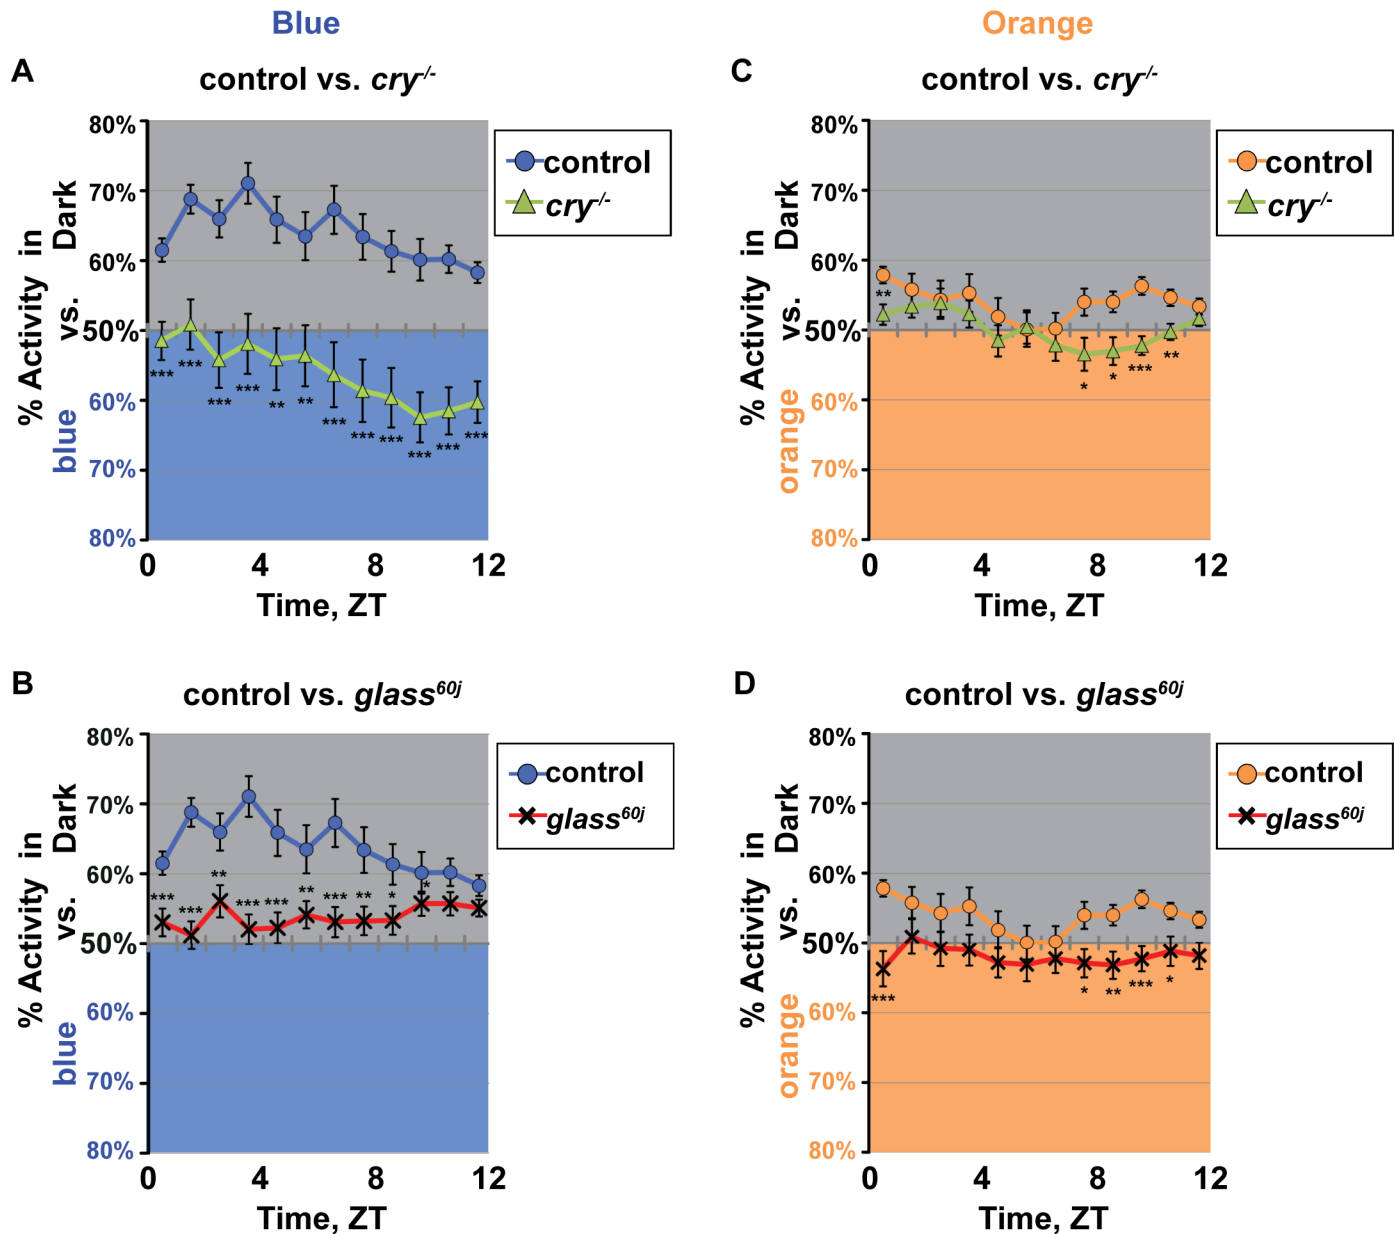 Blue
Orange
A
control vs. cry-/-
80%
70%
60%
50%
60%
70%
80%
% Activity in
Dark
vs.
blue
*** *** *** *** ** ** *** *** *** *** *** ***
0 4 8 12
Time, ZT
control
cry-/-
C
control vs. cry-/-
80%
70%
60%
50%
60%
70%
80%
% Activity in
Dark
vs.
orange
** * * *** **
0 4 8 12
Time, ZT
control
cry-/-
B
control vs. glass60j
80%
70%
60%
50%
60%
70%
80%
% Activity in
Dark
vs.
blue
*** *** ** *** *** ** *** ** * *
0 4 8 12
Time, ZT
control
glass60j
D
control vs. glass60j
80%
70%
60%
50%
60%
70%
80%
% Activity in
Dark
vs.
orange
*** * ** *** *
0 4 8 12
Time, ZT
control
glass60j